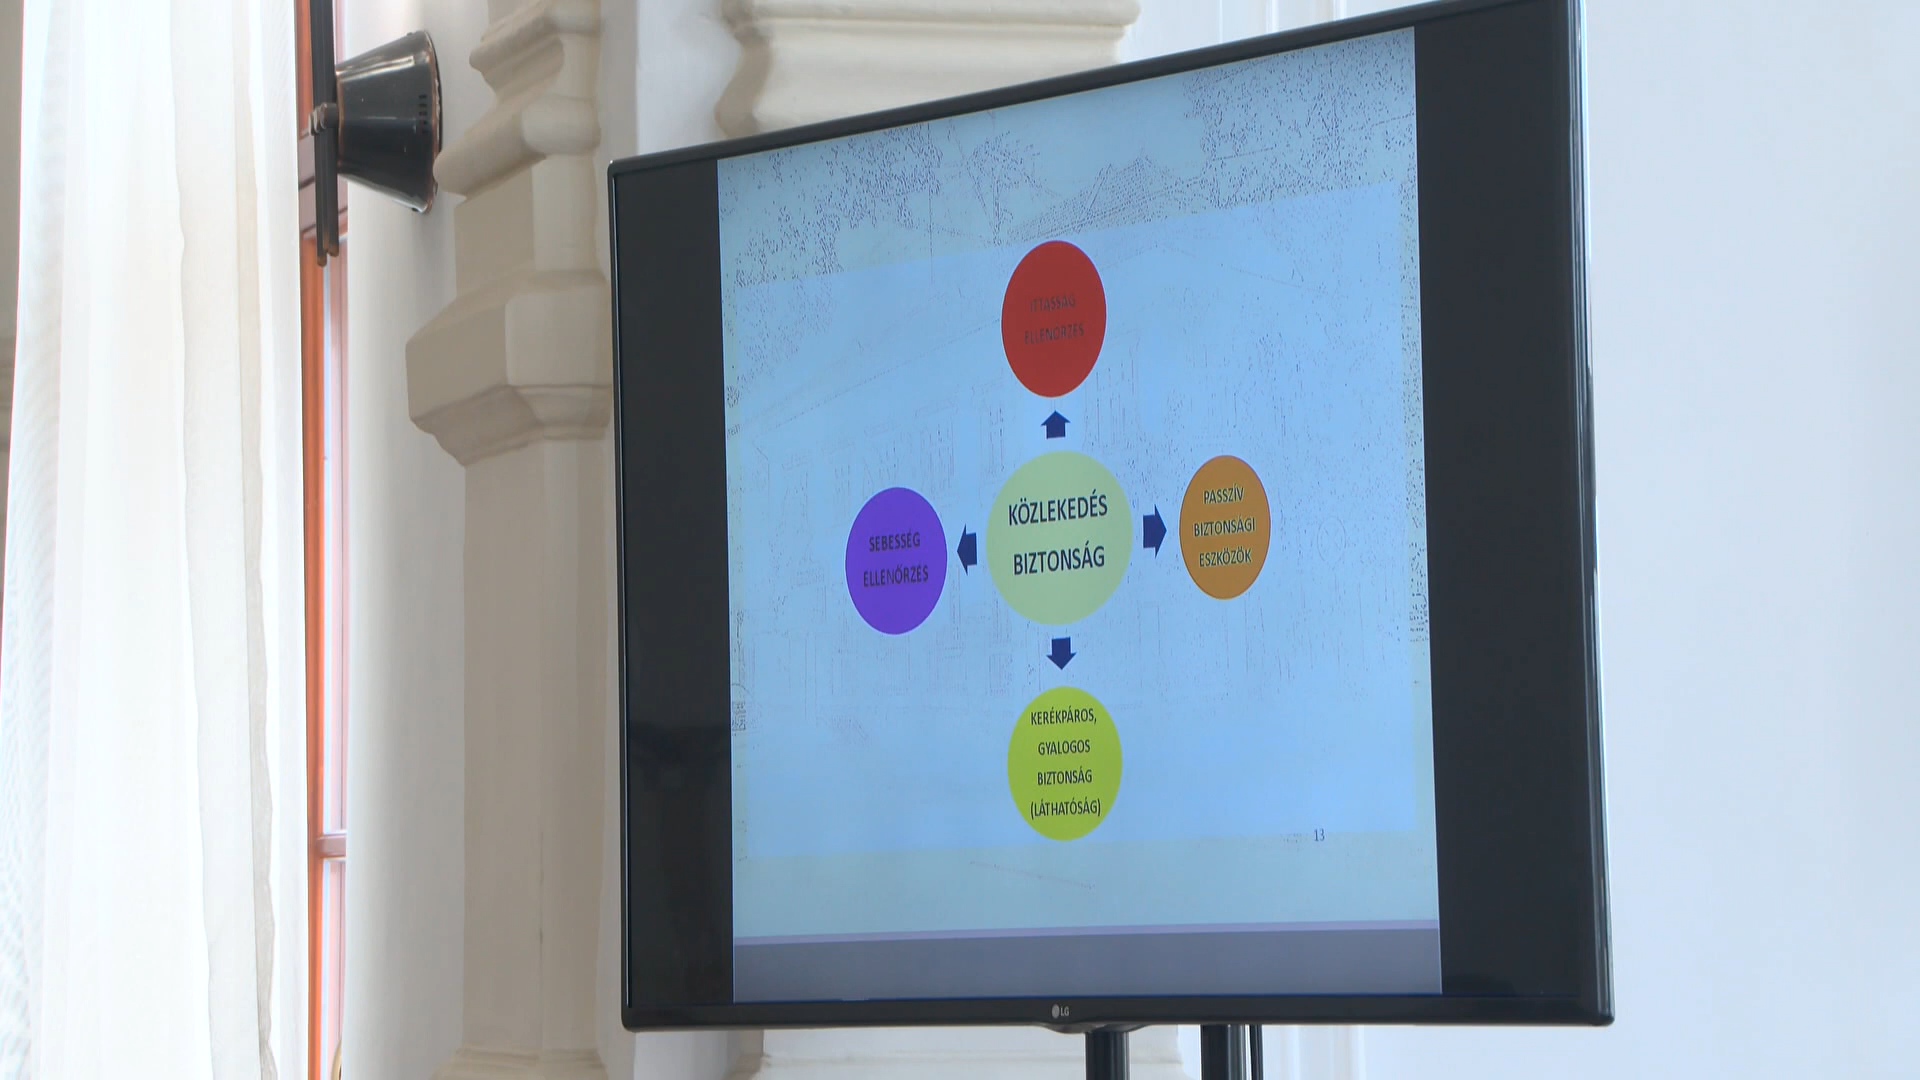 ITTASSÁG
ELLENŐRZÉS
KÖZLEKEDÉS
BIZTONSÁG
SEBESSÉG
ELLENŐRZÉS
PASSZÍV
BIZTONSÁGI
ESZKÖZÖK
KERÉKPÁROS,
GYALOGOS
BIZTONSÁG
(LÁTHATÓSÁG)
13
LG